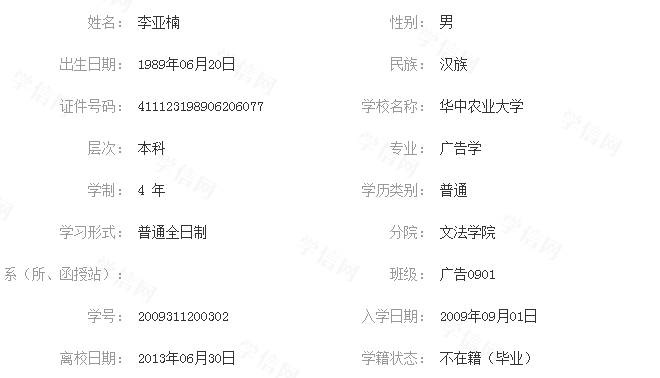 姓名： 李亚楠 性别： 男
出生日期： 1989年06月20日 民族： 汉族
证件号码： 411123198906206077 学校名称： 华中农业大学
层次： 本科 专业： 广告学
学制： 4 年 学历类别： 普通
学习形式： 普通全日制 分院： 文法学院
系（所、函授站）： 班级： 广告0901
学号： 2009311200302 入学日期： 2009年09月01日
离校日期： 2013年06月30日 学籍状态： 不在籍（毕业）
学信网